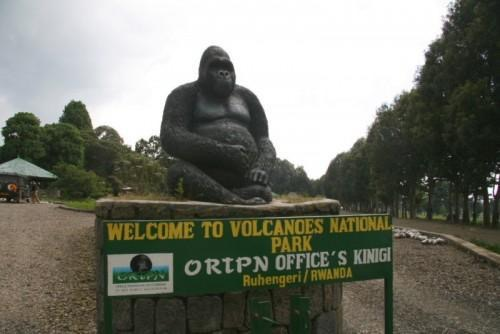 WELCOME TO VOLCANOES NATIONAL
PARK
ORTPN OFFICE'S KINIGI
Ruhengeri/RWANDA
ORTPN